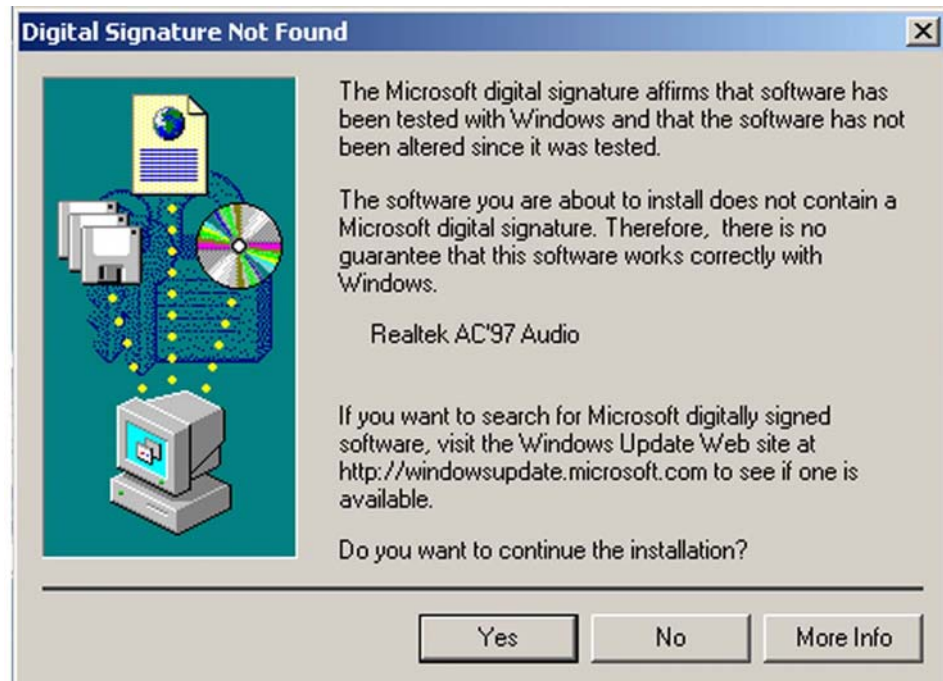 Digital Signature Not Found
The Microsoft digital signature affirms that software has
been tested with Windows and that the software has not
been altered since it was tested.
The software you are about to install does not contain a
Microsoft digital signature. Therefore, there is no
guarantee that this software works correctly with
Windows.
Realtek AC'97 Audio
If you want to search for Microsoft digitally signed
software, visit the Windows Update Web site at
http://windowsupdate.microsoft.com to see if one is
available.
Do you want to continue the installation?
Yes No More Info